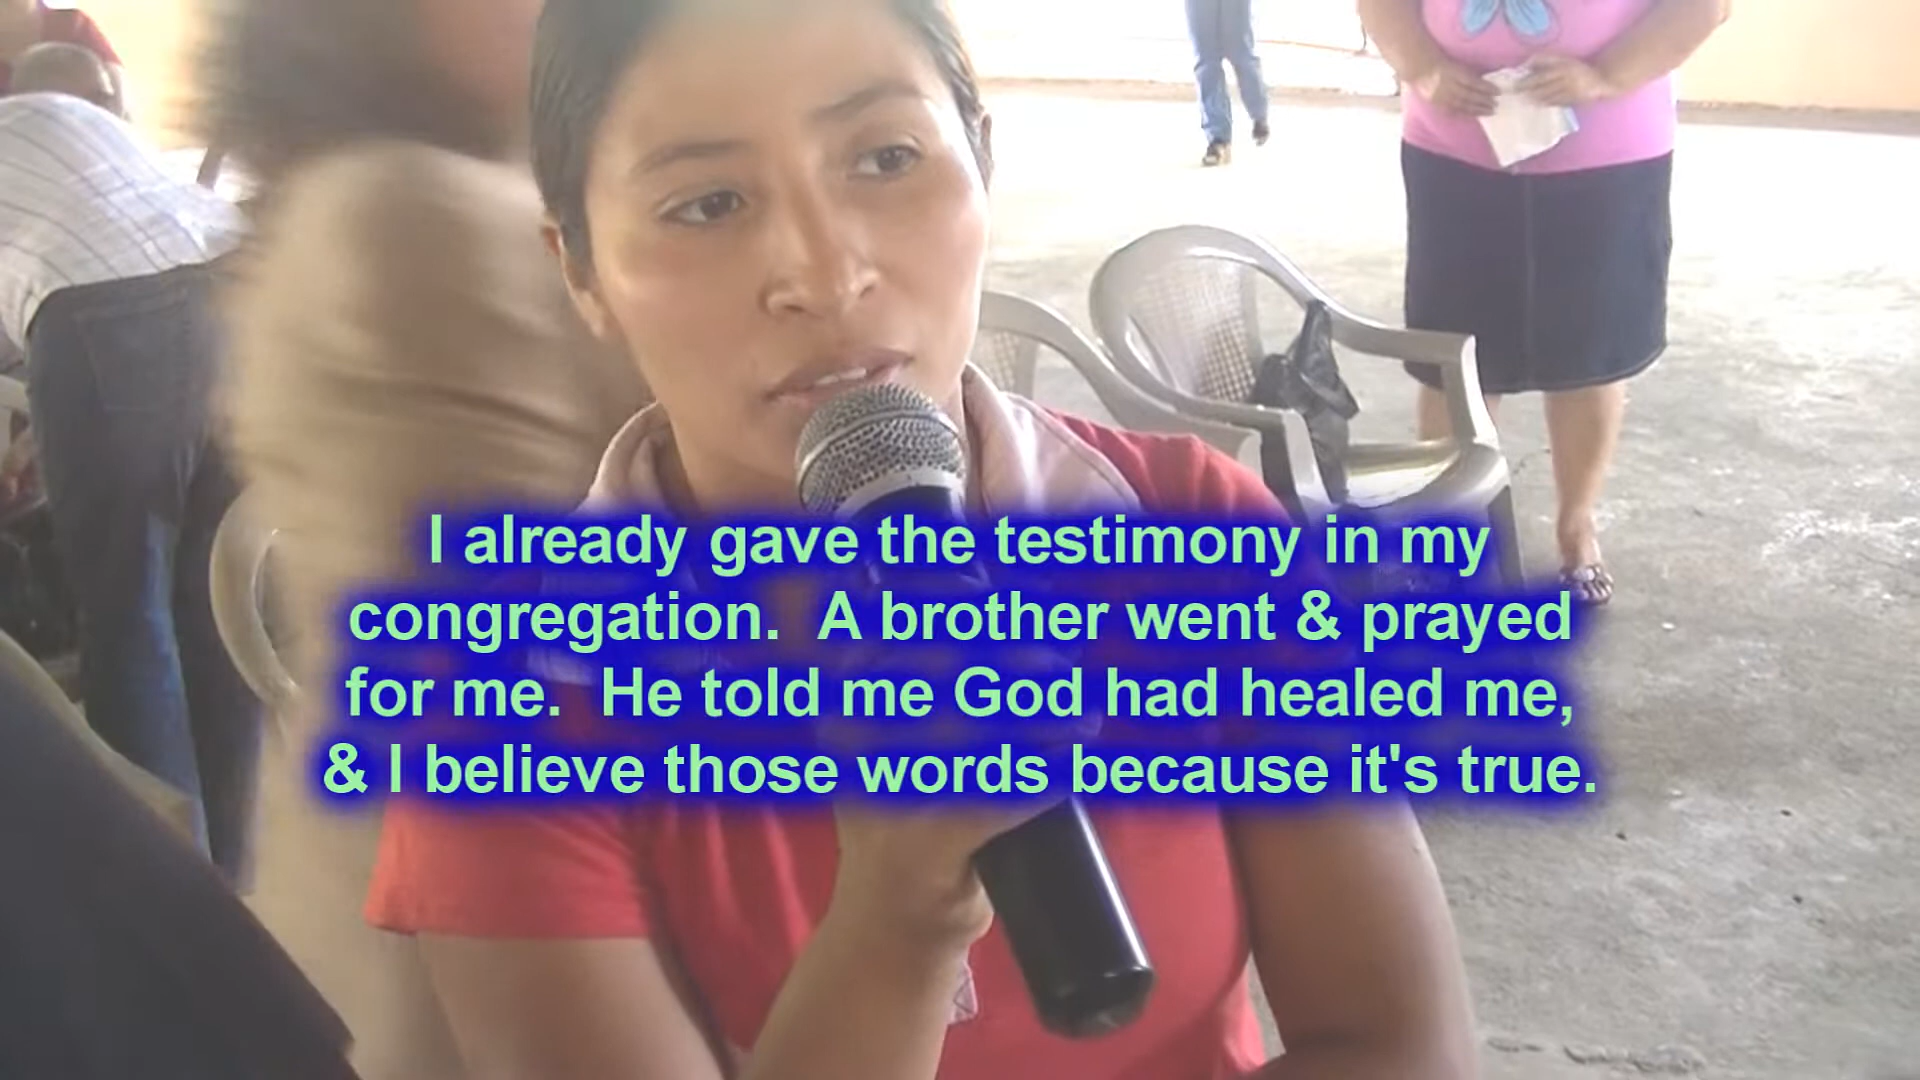 I already gave the testimony in my
congregation.  A brother went & prayed
for me.  He told me God had healed me,
& I believe those words because it's true.